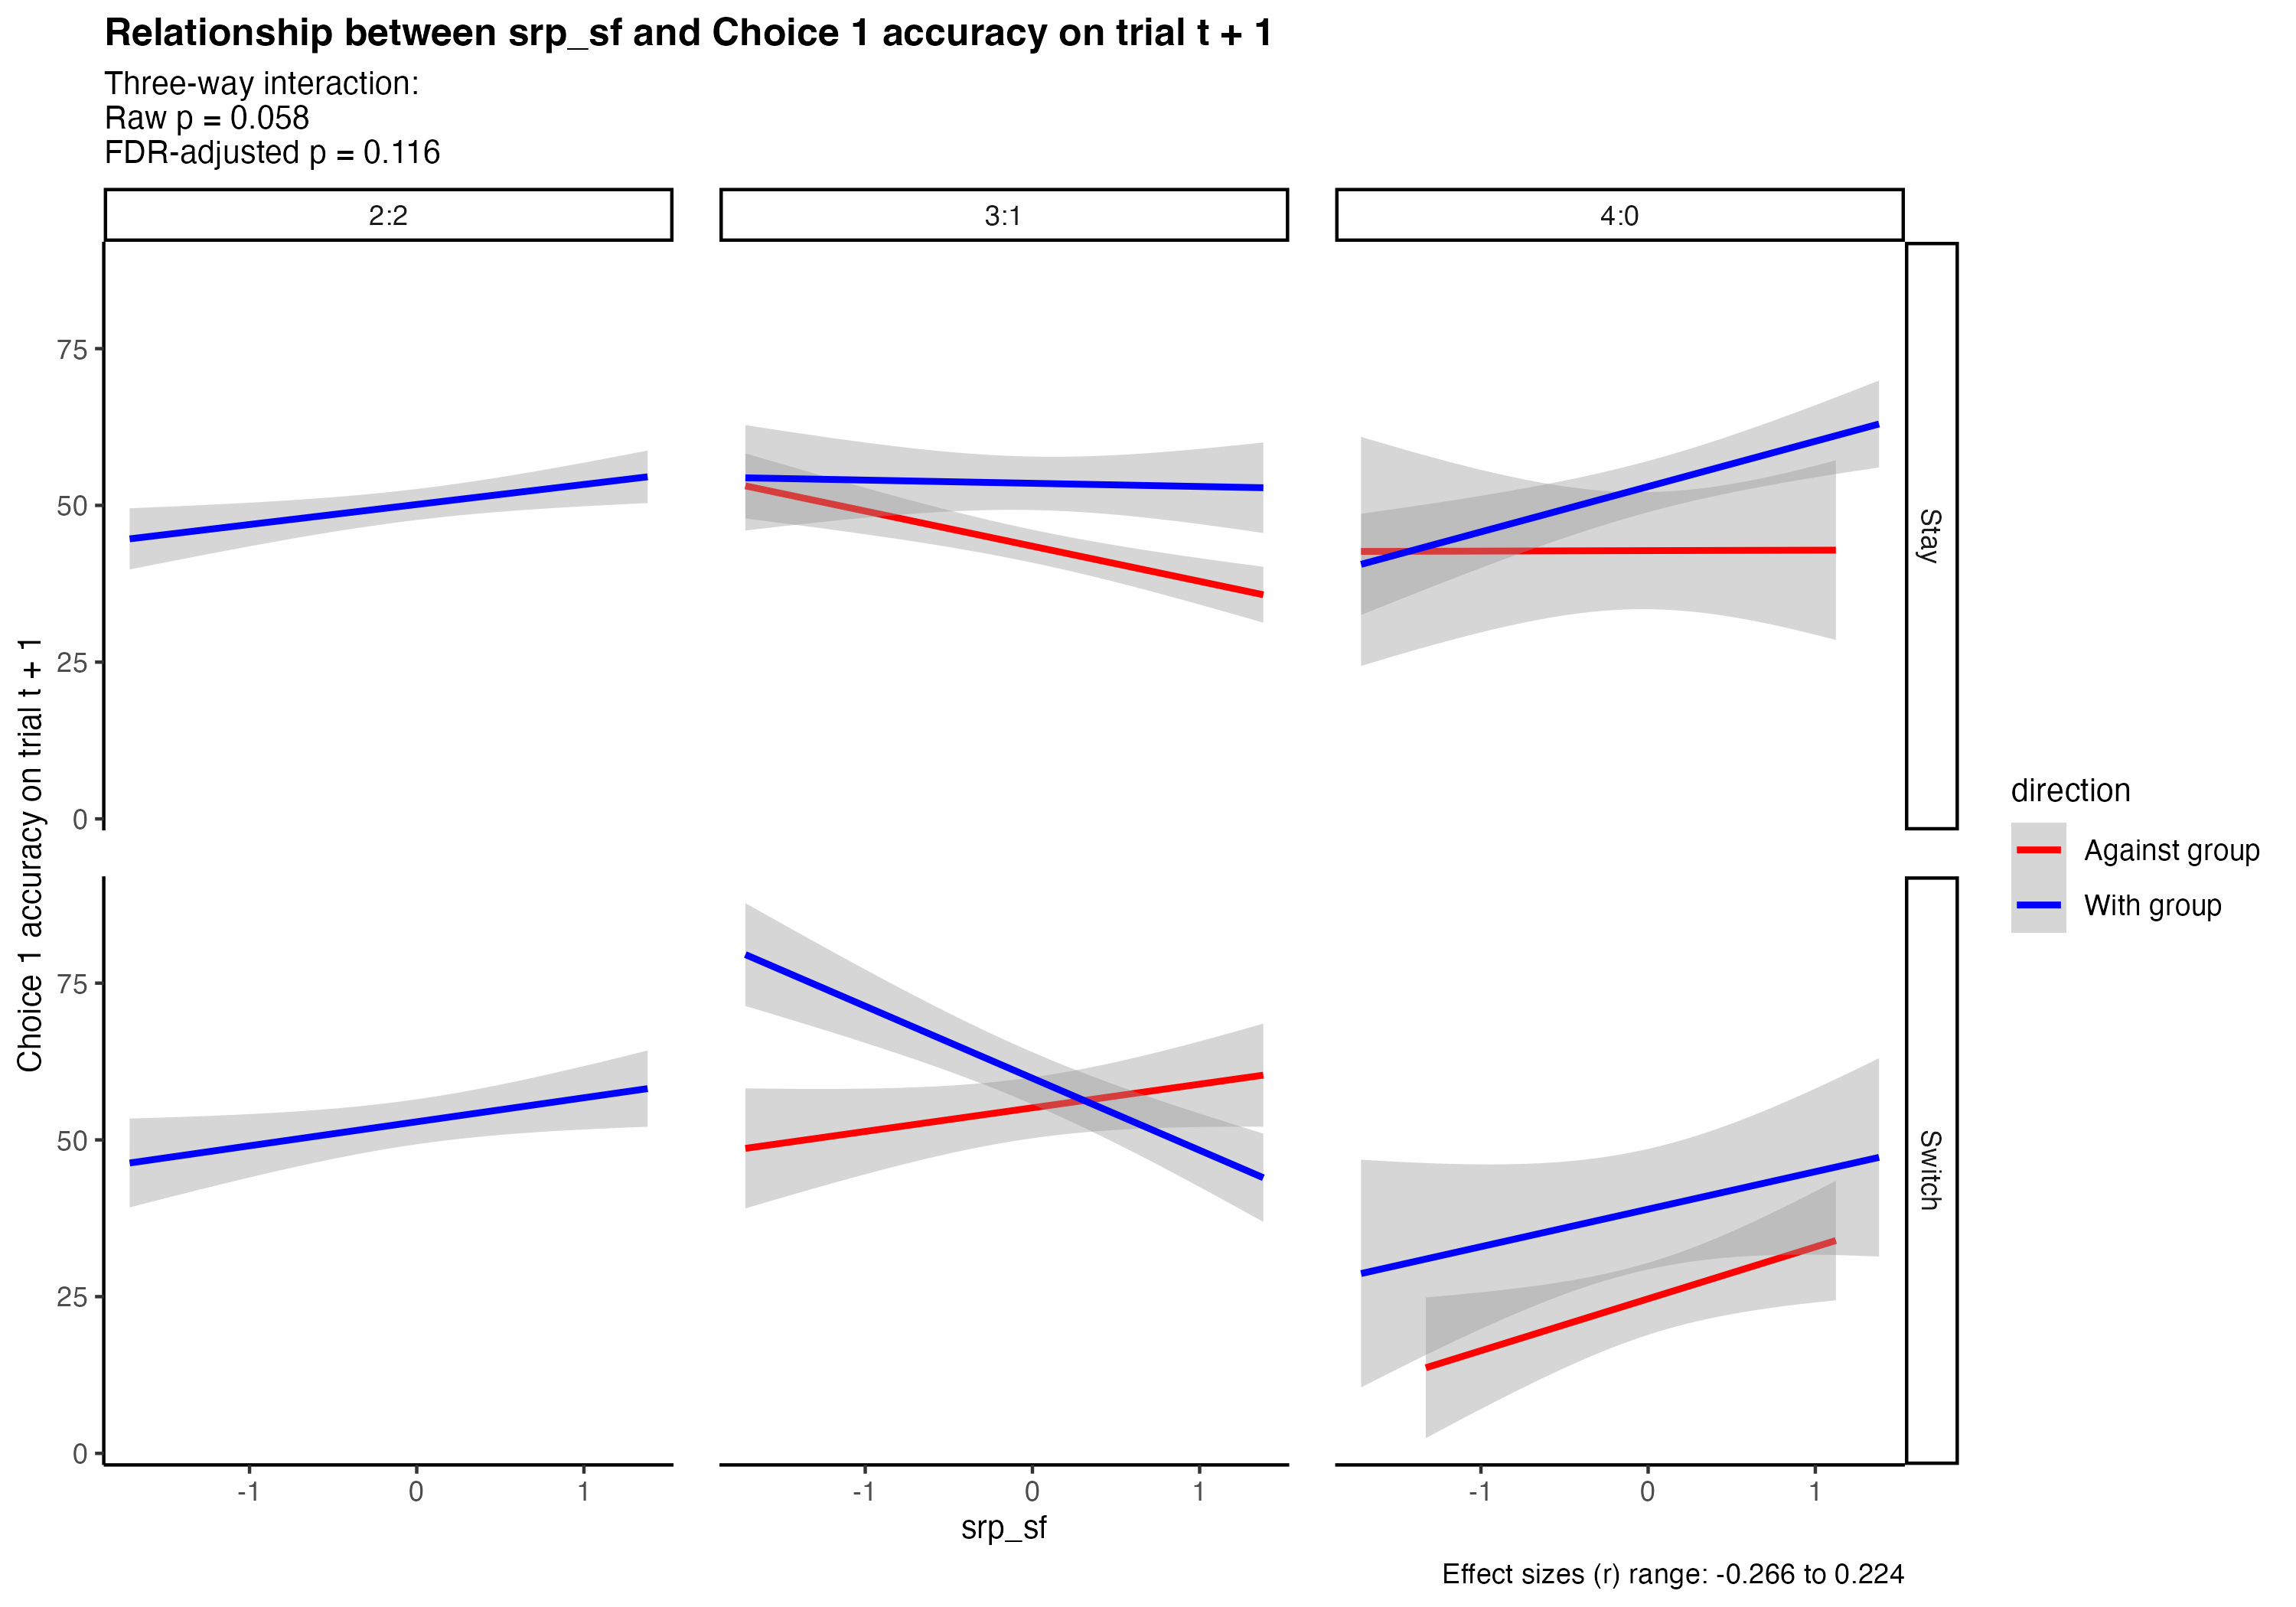 Relationship between srp_sf and Choice 1 accuracy on trial t + 1
Three-way interaction:
Raw p = 0.058
FDR-adjusted p = 0.116
2:2
3:1
4:0
Choice 1 accuracy on trial t + 1
75
50
25
0
Stay
75
50
25
0
Switch
-1
0
1
-1
0
1
-1
0
1
srp_sf
direction
Against group
With group
Effect sizes (r) range: -0.266 to 0.224